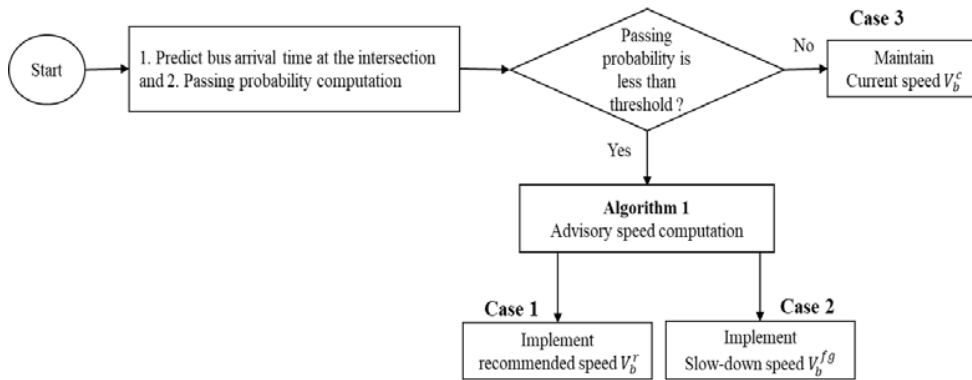 Start
1. Predict bus arrival time at the intersection
and 2. Passing probability computation
Passing
probability is
less than
threshold ?
No
Case 3
Maintain
Current speed V_b^c
Yes
Algorithm 1
Advisory speed computation
Case 1
Implement
recommended speed V_b^r
Case 2
Implement
Slow-down speed V_b^{fg}